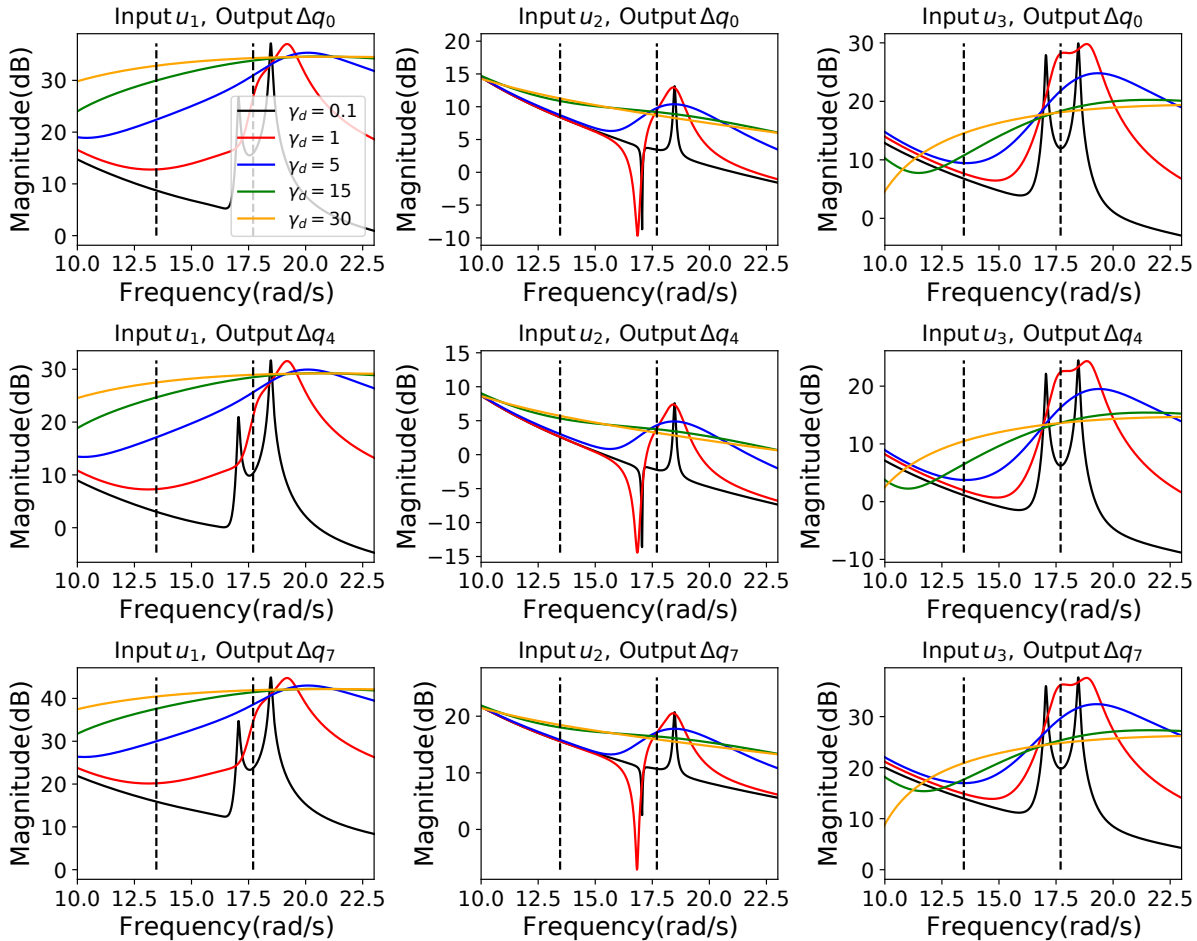 Input u₁, Output Δq₀
Input u₂, Output Δq₀
Input u₃, Output Δq₀
Magnitude(dB)
30
20
10
0
γ_d = 0.1
γ_d = 1
γ_d = 5
γ_d = 15
γ_d = 30
10.0 12.5 15.0 17.5 20.0 22.5
Frequency(rad/s)
Magnitude(dB)
20
15
10
5
0
−5
−10
10.0 12.5 15.0 17.5 20.0 22.5
Frequency(rad/s)
Magnitude(dB)
30
20
10
0
10.0 12.5 15.0 17.5 20.0 22.5
Frequency(rad/s)
Input u₁, Output Δq₄
Input u₂, Output Δq₄
Input u₃, Output Δq₄
Magnitude(dB)
30
20
10
0
10.0 12.5 15.0 17.5 20.0 22.5
Frequency(rad/s)
Magnitude(dB)
15
10
5
0
−5
−10
−15
10.0 12.5 15.0 17.5 20.0 22.5
Frequency(rad/s)
Magnitude(dB)
20
10
0
−10
10.0 12.5 15.0 17.5 20.0 22.5
Frequency(rad/s)
Input u₁, Output Δq₇
Input u₂, Output Δq₇
Input u₃, Output Δq₇
Magnitude(dB)
40
30
20
10
0
10.0 12.5 15.0 17.5 20.0 22.5
Frequency(rad/s)
Magnitude(dB)
20
10
0
10.0 12.5 15.0 17.5 20.0 22.5
Frequency(rad/s)
Magnitude(dB)
30
20
10
0
10.0 12.5 15.0 17.5 20.0 22.5
Frequency(rad/s)